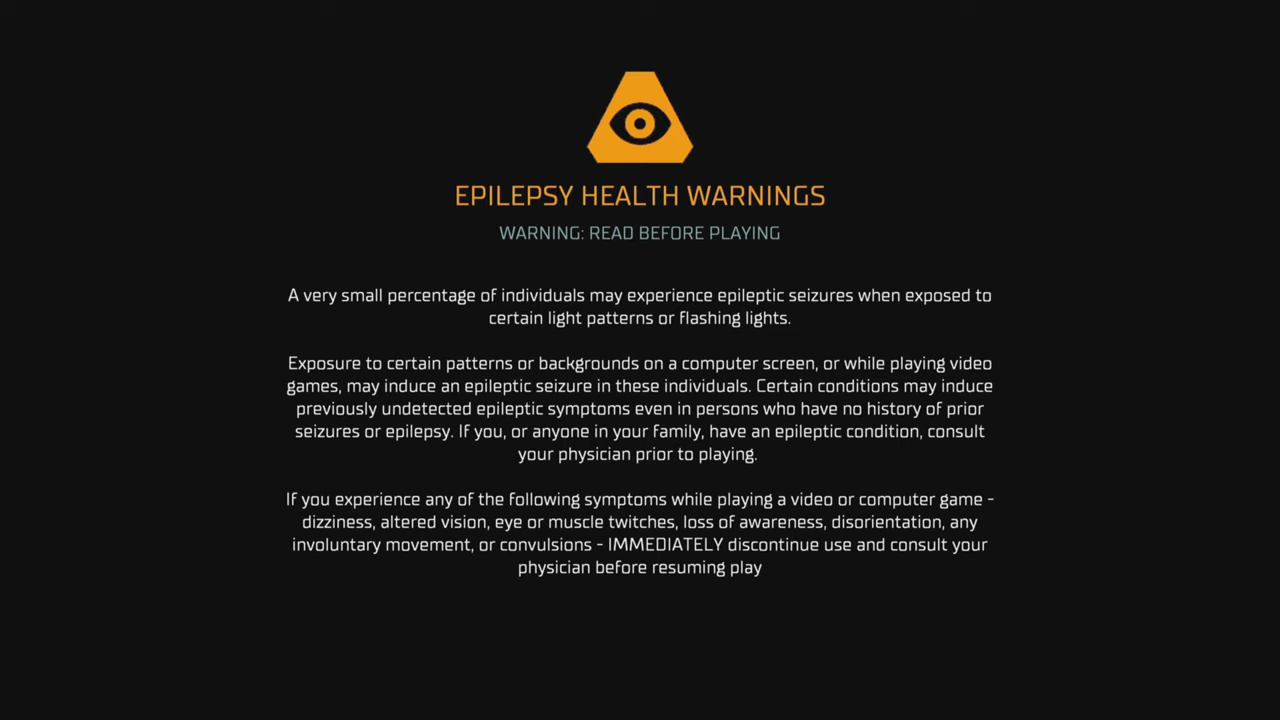 EPILEPSY HEALTH WARNINGS
WARNING: READ BEFORE PLAYING
A very small percentage of individuals may experience epileptic seizures when exposed to
certain light patterns or flashing lights.
Exposure to certain patterns or backgrounds on a computer screen, or while playing video
games, may induce an epileptic seizure in these individuals. Certain conditions may induce
previously undetected epileptic symptoms even in persons who have no history of prior
seizures or epilepsy. If you, or anyone in your family, have an epileptic condition, consult
your physician prior to playing.
If you experience any of the following symptoms while playing a video or computer game -
dizziness, altered vision, eye or muscle twitches, loss of awareness, disorientation, any
involuntary movement, or convulsions - IMMEDIATELY discontinue use and consult your
physician before resuming play